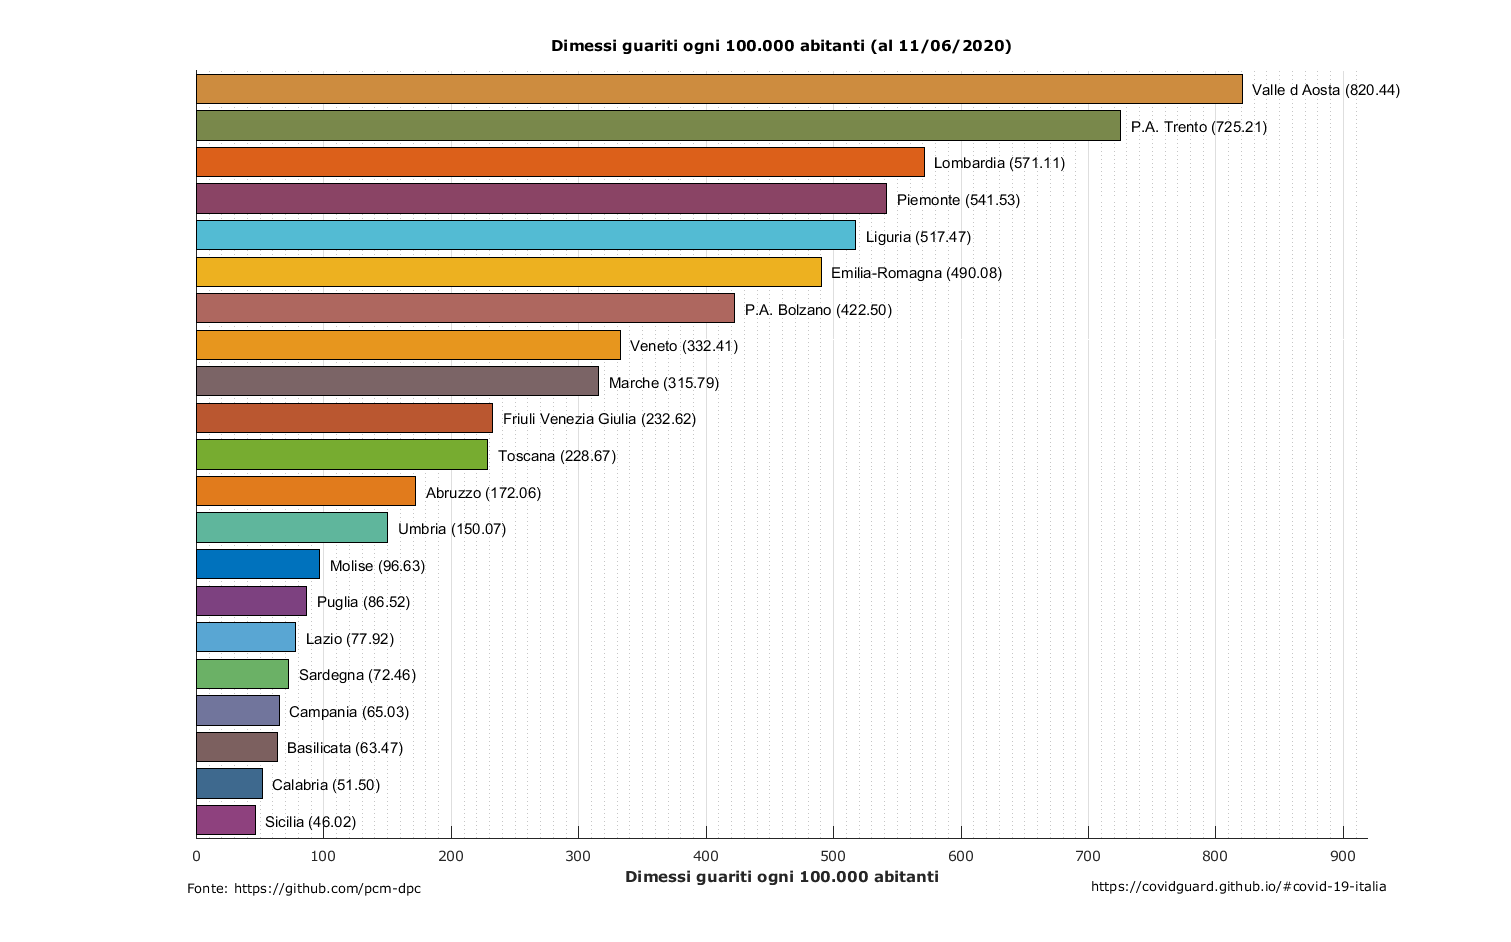 Dimessi guariti ogni 100.000 abitanti (al 11/06/2020)
Valle d Aosta (820.44)
P.A. Trento (725.21)
Lombardia (571.11)
Piemonte (541.53)
Liguria (517.47)
Emilia-Romagna (490.08)
P.A. Bolzano (422.50)
Veneto (332.41)
Marche (315.79)
Friuli Venezia Giulia (232.62)
Toscana (228.67)
Abruzzo (172.06)
Umbria (150.07)
Molise (96.63)
Puglia (86.52)
Lazio (77.92)
Sardegna (72.46)
Campania (65.03)
Basilicata (63.47)
Calabria (51.50)
Sicilia (46.02)
0 100 200 300 400 500 600 700 800 900
Dimessi guariti ogni 100.000 abitanti
Fonte: https://github.com/pcm-dpc
https://covidguard.github.io/#covid-19-italia